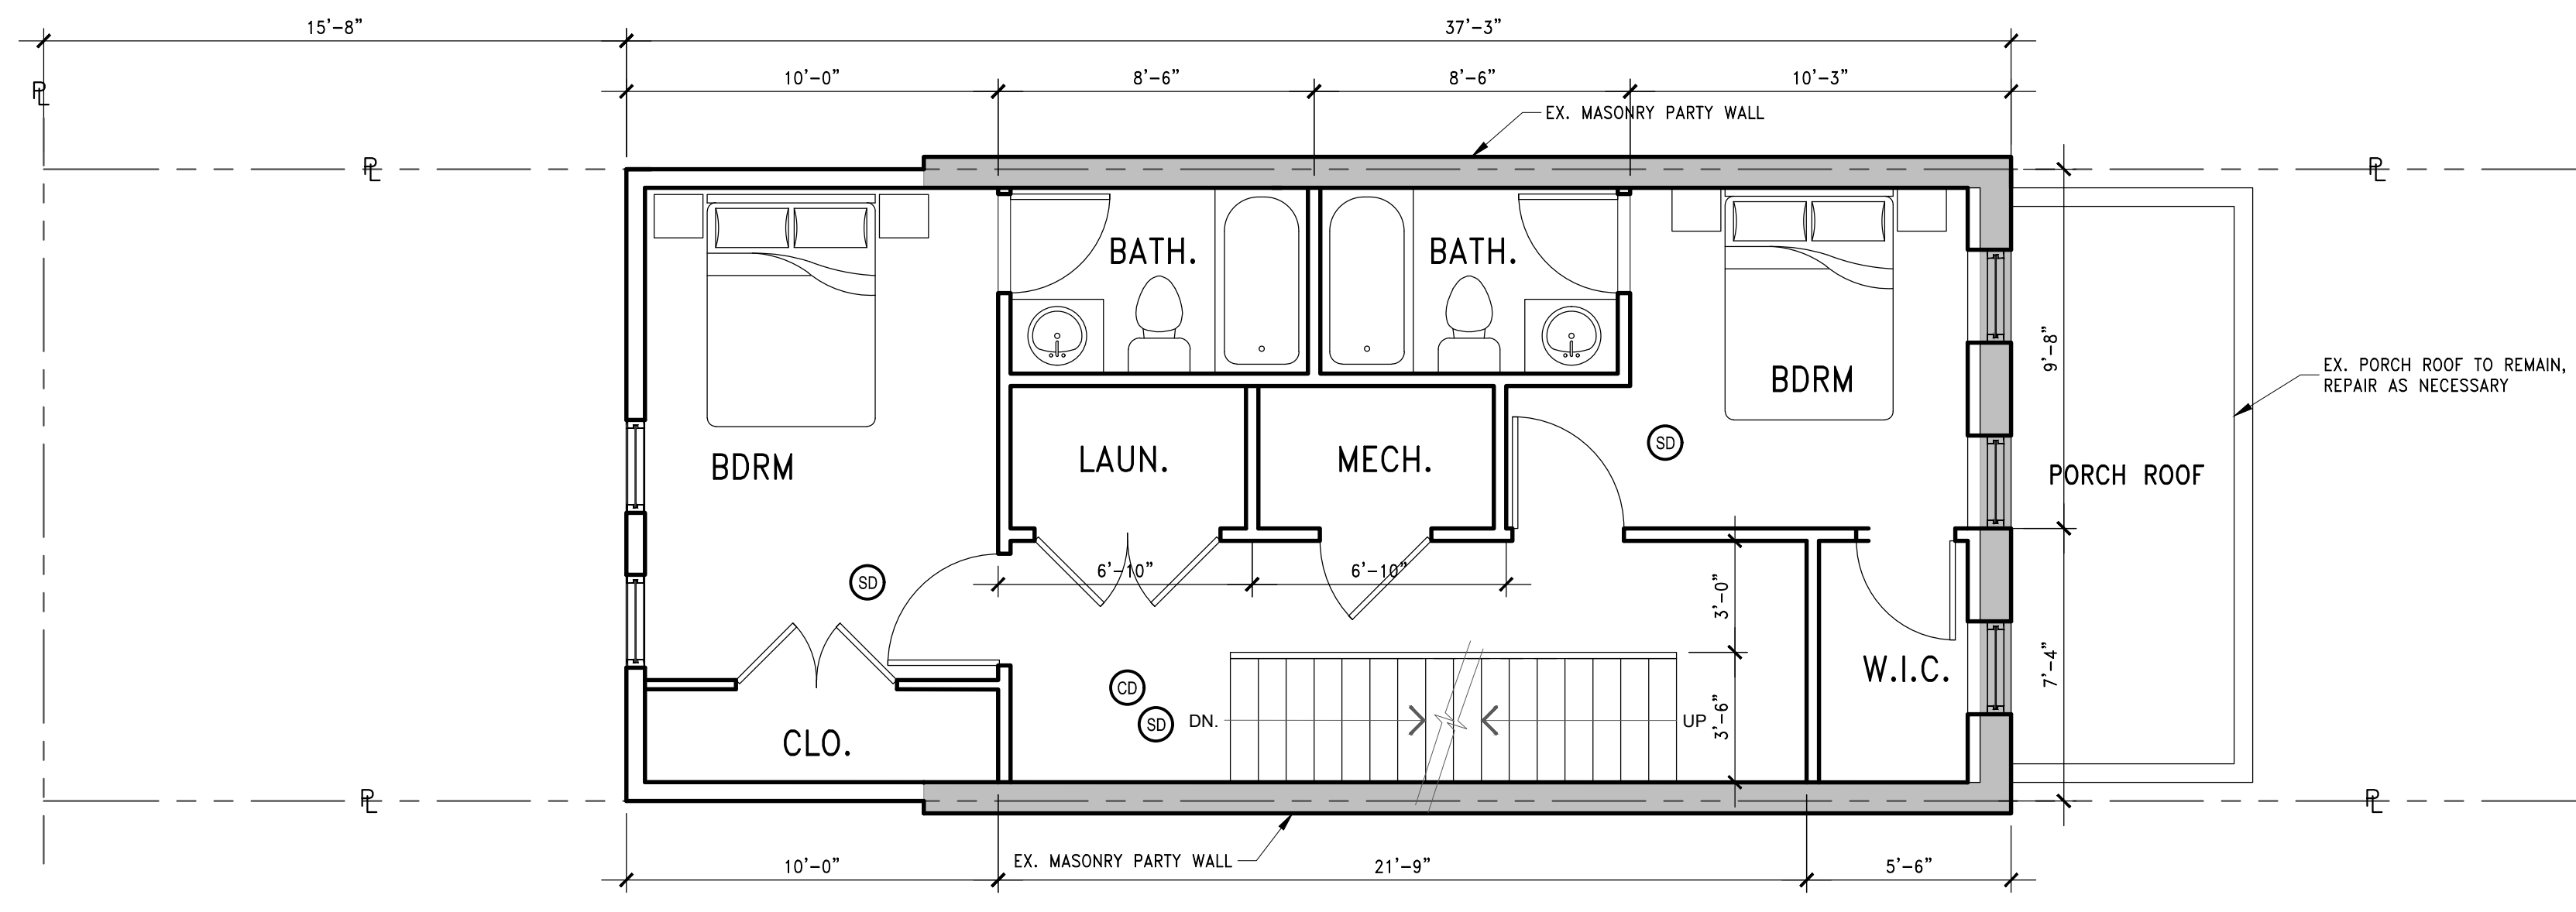 15'-8"
37'-3"
10'-0"
8'-6"
8'-6"
10'-3"
PL
EX. MASONRY PARTY WALL
PL
PL
BATH.
BATH.
9'-8"
EX. PORCH ROOF TO REMAIN,
REPAIR AS NECESSARY
BDRM
SD
BDRM
LAUN.
MECH.
PORCH ROOF
SD
6'-10"
6'-10"
3'-0"
7'-4"
W.I.C.
CD
SD
DN.
UP
3'-6"
CLO.
PL
PL
EX. MASONRY PARTY WALL
10'-0"
21'-9"
5'-6"